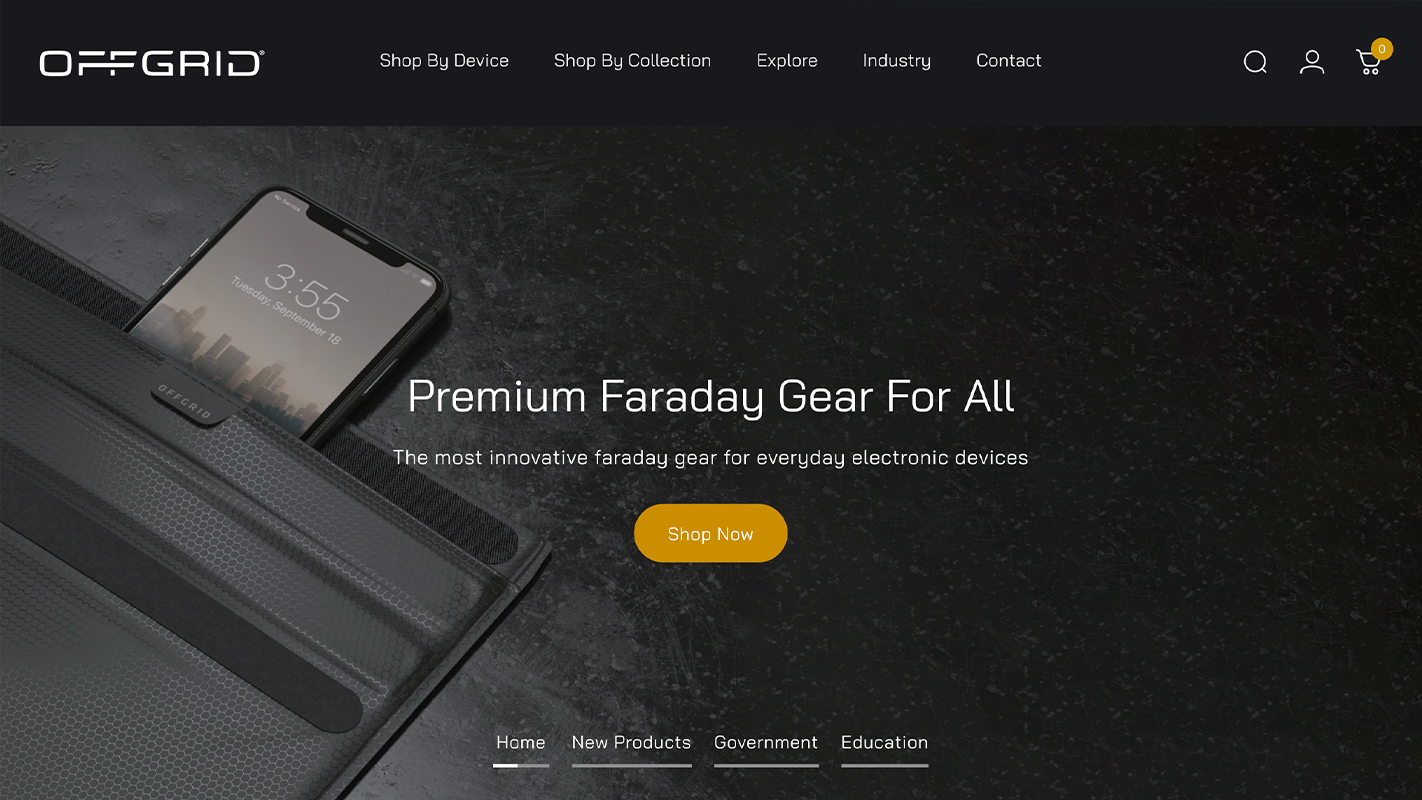 OFFGRID®
Shop By Device
Shop By Collection
Explore
Industry
Contact
0
No Service
3:55
Tuesday, September 18
OFFGRID
Premium Faraday Gear For All
The most innovative faraday gear for everyday electronic devices
Shop Now
Home
New Products
Government
Education